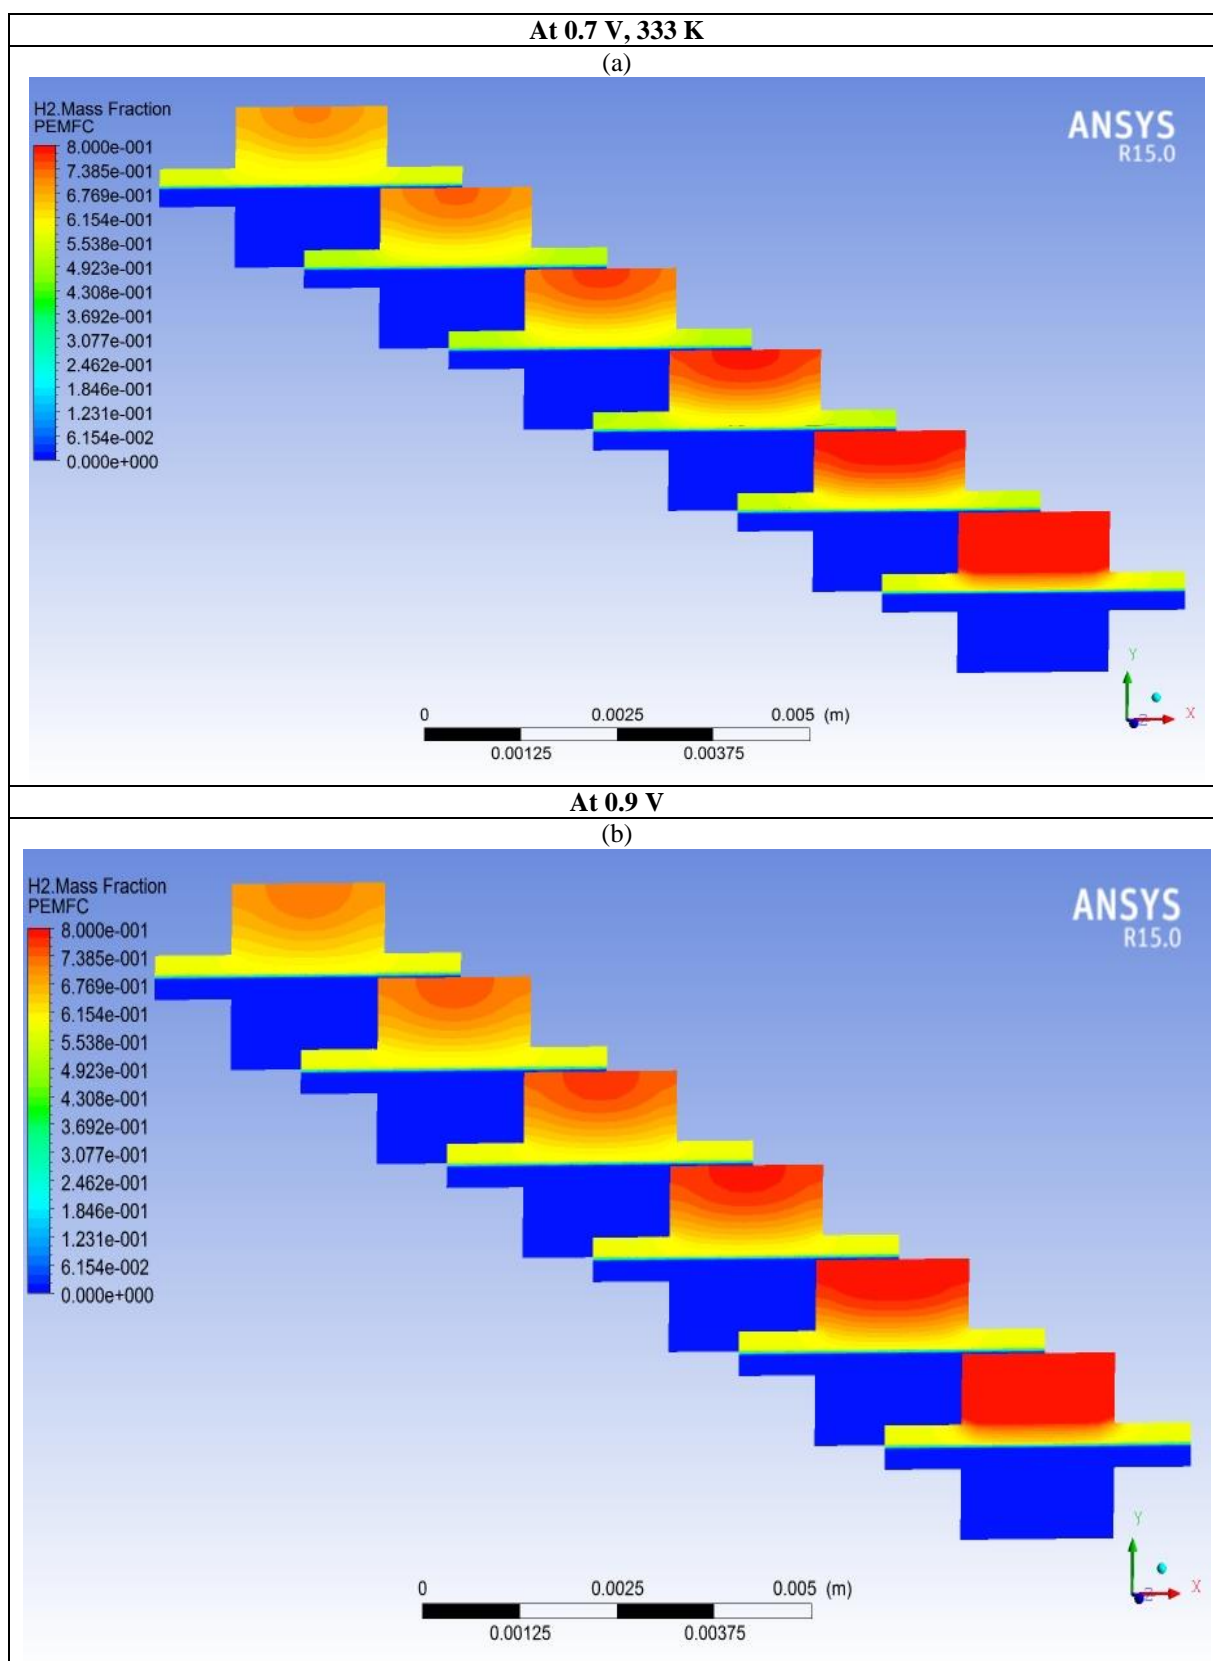 At 0.7 V, 333 K
(a)
H2.Mass Fraction
PEMFC
8.000e-001
7.385e-001
6.769e-001
6.154e-001
5.538e-001
4.923e-001
4.308e-001
3.692e-001
3.077e-001
2.462e-001
1.846e-001
1.231e-001
6.154e-002
0.000e+000
ANSYS
R15.0
0 0.0025 0.005 (m)
0.00125 0.00375
Y
Z X
At 0.9 V
(b)
H2.Mass Fraction
PEMFC
8.000e-001
7.385e-001
6.769e-001
6.154e-001
5.538e-001
4.923e-001
4.308e-001
3.692e-001
3.077e-001
2.462e-001
1.846e-001
1.231e-001
6.154e-002
0.000e+000
ANSYS
R15.0
0 0.0025 0.005 (m)
0.00125 0.00375
Y
Z X